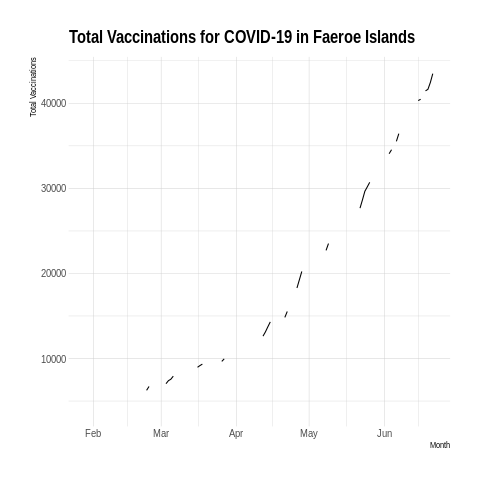 Total Vaccinations for COVID-19 in Faeroe Islands
Total Vaccinations
40000
30000
20000
10000
Feb Mar Apr May Jun
Month